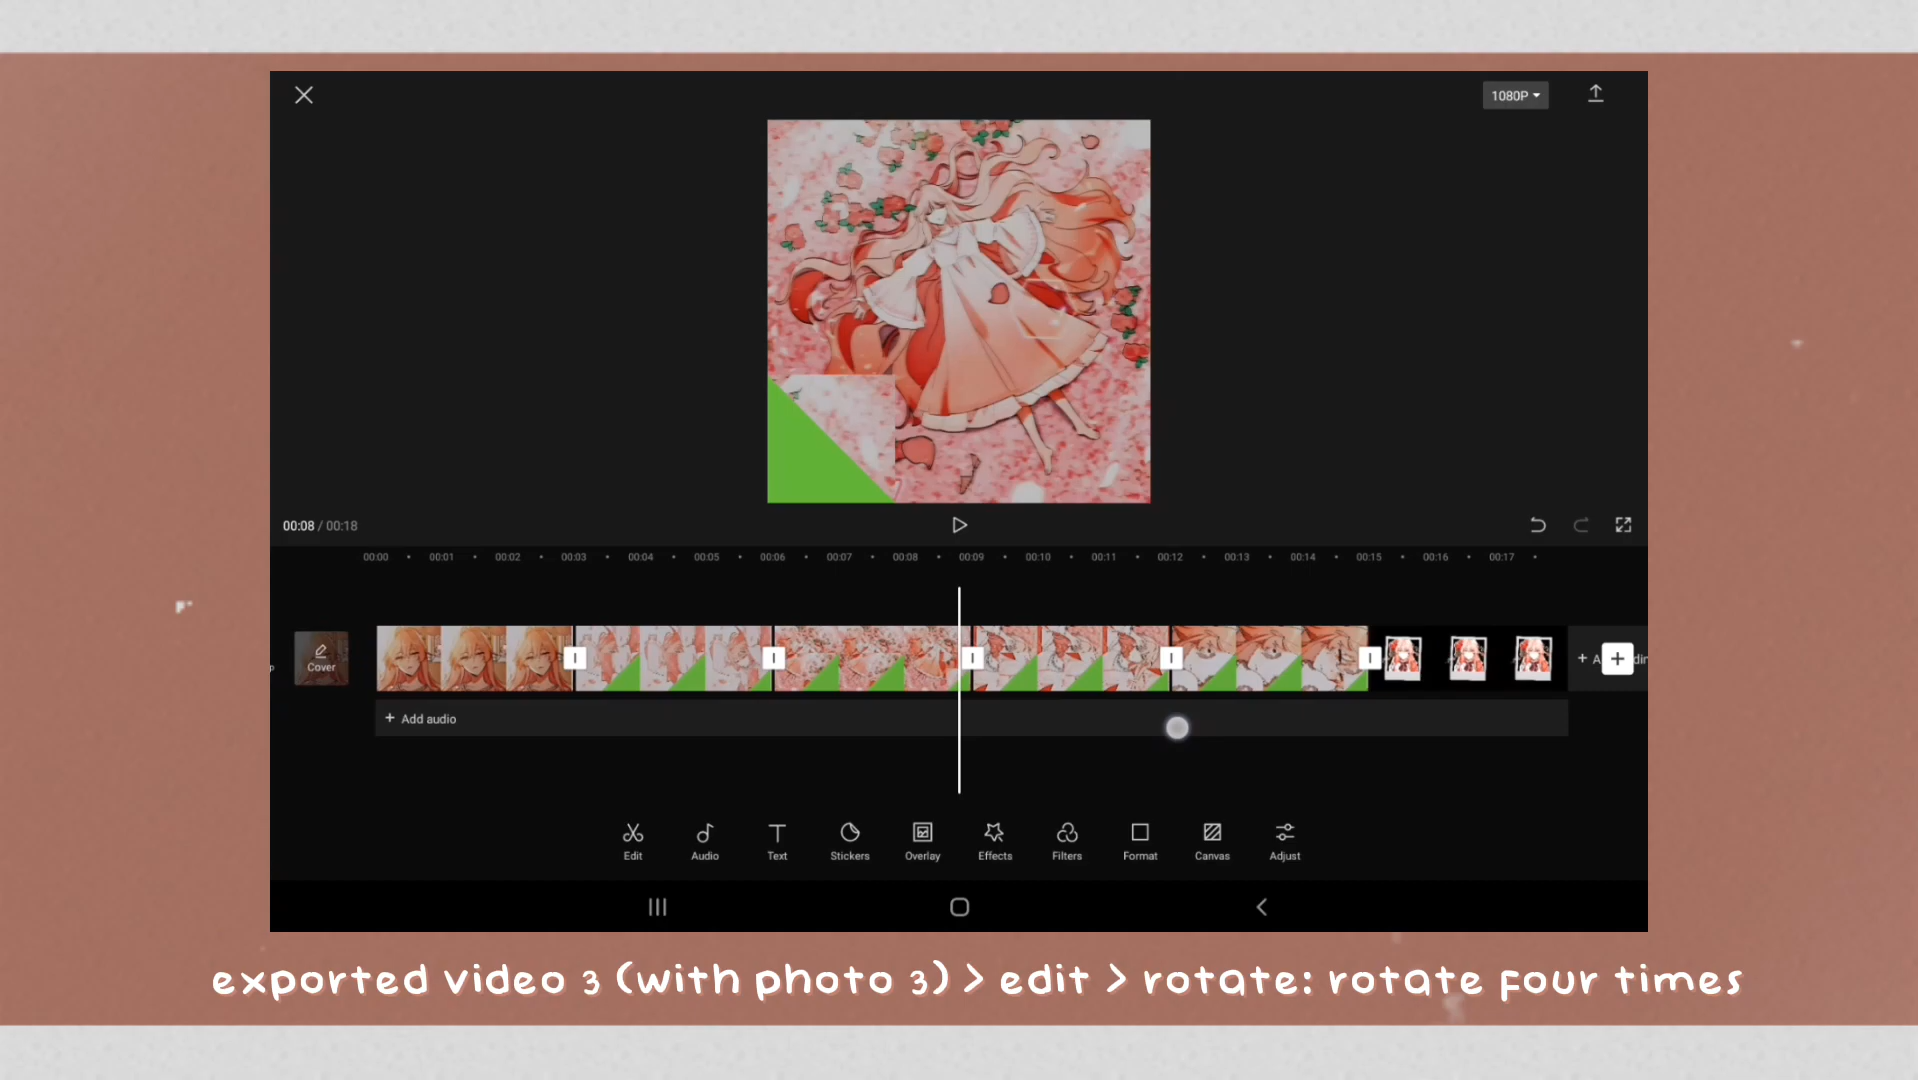 1080P
00:08 / 00:18
00:00 00:01 00:02 00:03 00:04 00:05 00:06 00:07 00:08 00:09 00:10 00:11 00:12 00:13 00:14 00:15 00:16 00:17
Cover
+ Add audio
Edit Audio Text Stickers Overlay Effects Filters Format Canvas Adjust
exported video 3 (with photo 3) > edit > rotate: rotate four times